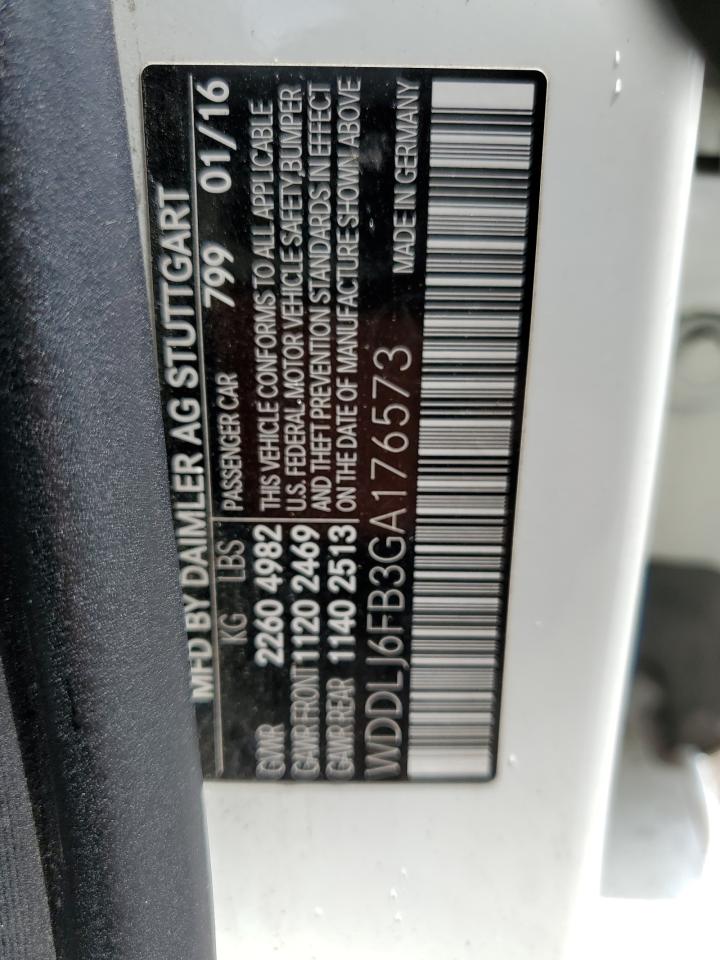 MFD BY DAIMLER AG STUTTGART
KG LBS PASSENGER CAR 799 01/16
GVWR 2260 4982 THIS VEHICLE CONFORMS TO ALL APPLICABLE
GAWR FRONT 1120 2469 U.S. FEDERAL MOTOR VEHICLE SAFETY, BUMPER
AND THEFT PREVENTION STANDARDS IN EFFECT
GAWR REAR 1140 2513 ON THE DATE OF MANUFACTURE SHOWN ABOVE
WDDLJ6FB3GA176573 MADE IN GERMANY